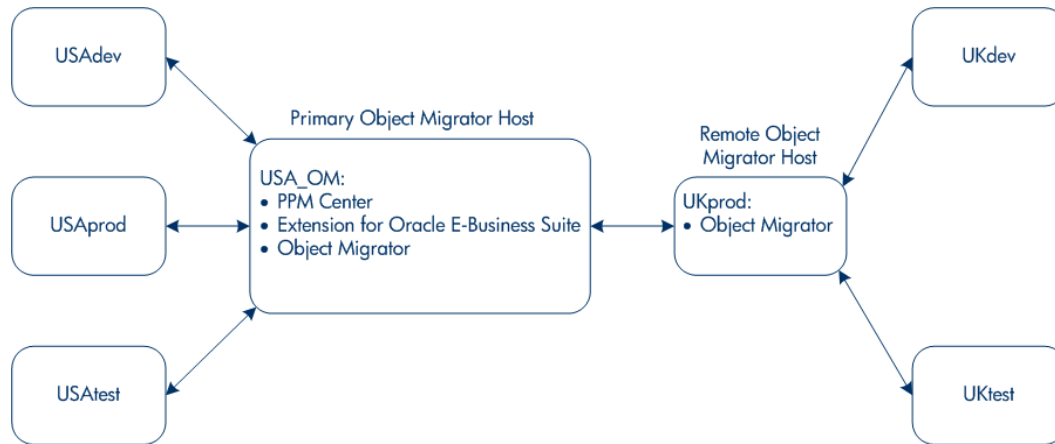 USAdev
UKdev
Primary Object Migrator Host
Remote Object
Migrator Host
USA_OM:
• PPM Center
• Extension for Oracle E-Business Suite
• Object Migrator
UKprod:
• Object Migrator
USAprod
USAtest
UKtest